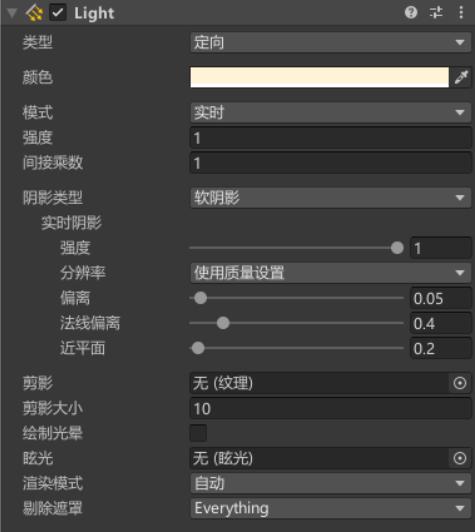 Light
类型 定向
颜色
模式 实时
强度 1
间接乘数 1
阴影类型 软阴影
实时阴影
强度 1
分辨率 使用质量设置
偏离 0.05
法线偏离 0.4
近平面 0.2
剪影 无 (纹理)
剪影大小 10
绘制光晕
眩光 无 (眩光)
渲染模式 自动
剔除遮罩 Everything